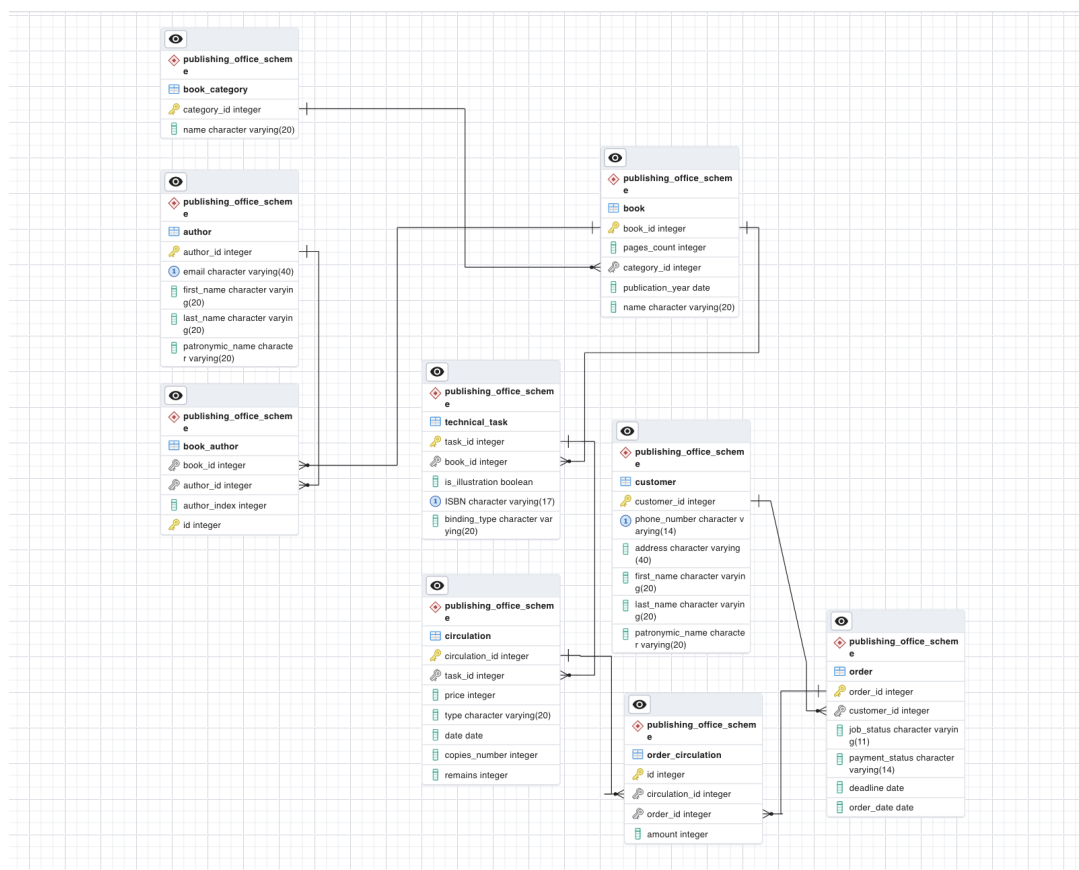 publishing_office_schem
e
book_category
category_id integer
name character varying(20)
publishing_office_schem
e
author
author_id integer
1 email character varying(40)
first_name character varyin
g(20)
last_name character varyin
g(20)
patronymic_name characte
r varying(20)
publishing_office_schem
e
book_author
book_id integer
author_id integer
author_index integer
id integer
publishing_office_schem
e
book
book_id integer
pages_count integer
category_id integer
publication_year date
name character varying(20)
publishing_office_schem
e
technical_task
task_id integer
book_id integer
is_illustration boolean
1 ISBN character varying(17)
binding_type character var
ying(20)
publishing_office_schem
e
circulation
circulation_id integer
task_id integer
price integer
type character varying(20)
date date
copies_number integer
remains integer
publishing_office_schem
e
customer
customer_id integer
1 phone_number character v
arying(14)
address character varying
(40)
first_name character varyin
g(20)
last_name character varyin
g(20)
patronymic_name characte
r varying(20)
publishing_office_schem
e
order_circulation
id integer
circulation_id integer
order_id integer
amount integer
publishing_office_schem
e
order
order_id integer
customer_id integer
job_status character varyin
g(11)
payment_status character
varying(14)
deadline date
order_date date